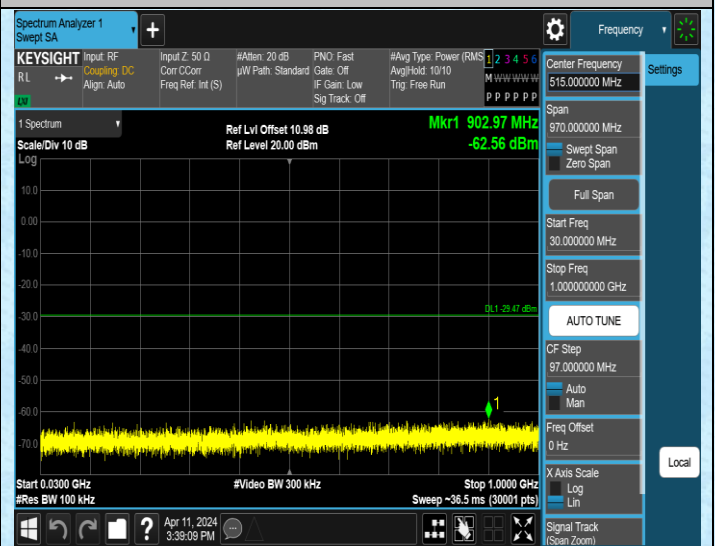 Spectrum Analyzer 1
Swept SA
Frequency
KEYSIGHT
RL
LW
Input: RF
Coupling: DC
Align: Auto
Input Z: 50 Ω
Corr CCorr
Freq Ref: Int (S)
#Atten: 20 dB
µW Path: Standard
PNO: Fast
Gate: Off
IF Gain: Low
Sig Track: Off
#Avg Type: Power (RMS
Avg|Hold: 10/10
Trig: Free Run
1 2 3 4 5 6
M W W W W W
P P P P P P
1 Spectrum
Scale/Div 10 dB
Ref Lvl Offset 10.98 dB
Ref Level 20.00 dBm
Mkr1 902.97 MHz
-62.56 dBm
Log
10.0
0.00
-10.0
-20.0
-30.0
-40.0
-50.0
-60.0
-70.0
DL1 -29.47 dBm
1
Start 0.0300 GHz
#Res BW 100 kHz
#Video BW 300 kHz
Stop 1.0000 GHz
Sweep ~36.5 ms (30001 pts)
?
Apr 11, 2024
3:39:09 PM
Center Frequency
515.000000 MHz
Settings
Span
970.000000 MHz
Swept Span
Zero Span
Full Span
Start Freq
30.000000 MHz
Stop Freq
1.000000000 GHz
AUTO TUNE
CF Step
97.000000 MHz
Auto
Man
Freq Offset
0 Hz
X Axis Scale
Log
Lin
Local
Signal Track
(Span Zoom)